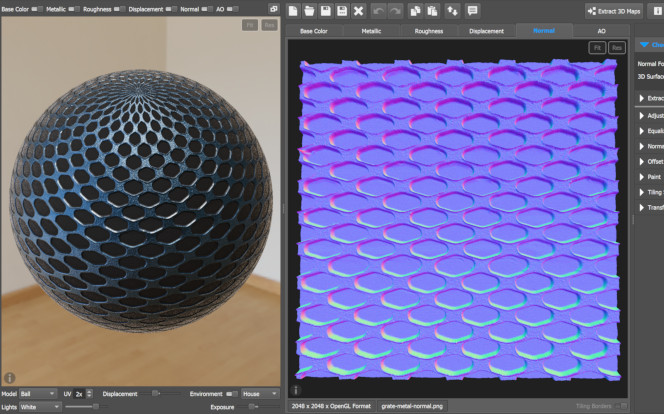 Base Color Metallic Roughness Displacement Normal AO
Fit Res
Model Ball UV 2x Displacement Environment House
Lights White Exposure
Extract 3D Maps
Base Color Metallic Roughness Displacement Normal AO
Fit Res
2048 x 2048 x OpenGL Format grate-metal-normal.png Tiling Borders
Normal Fo
3D Surfac
Extrac
Adjust
Equali
Norma
Offset
Paint
Tiling
Transf